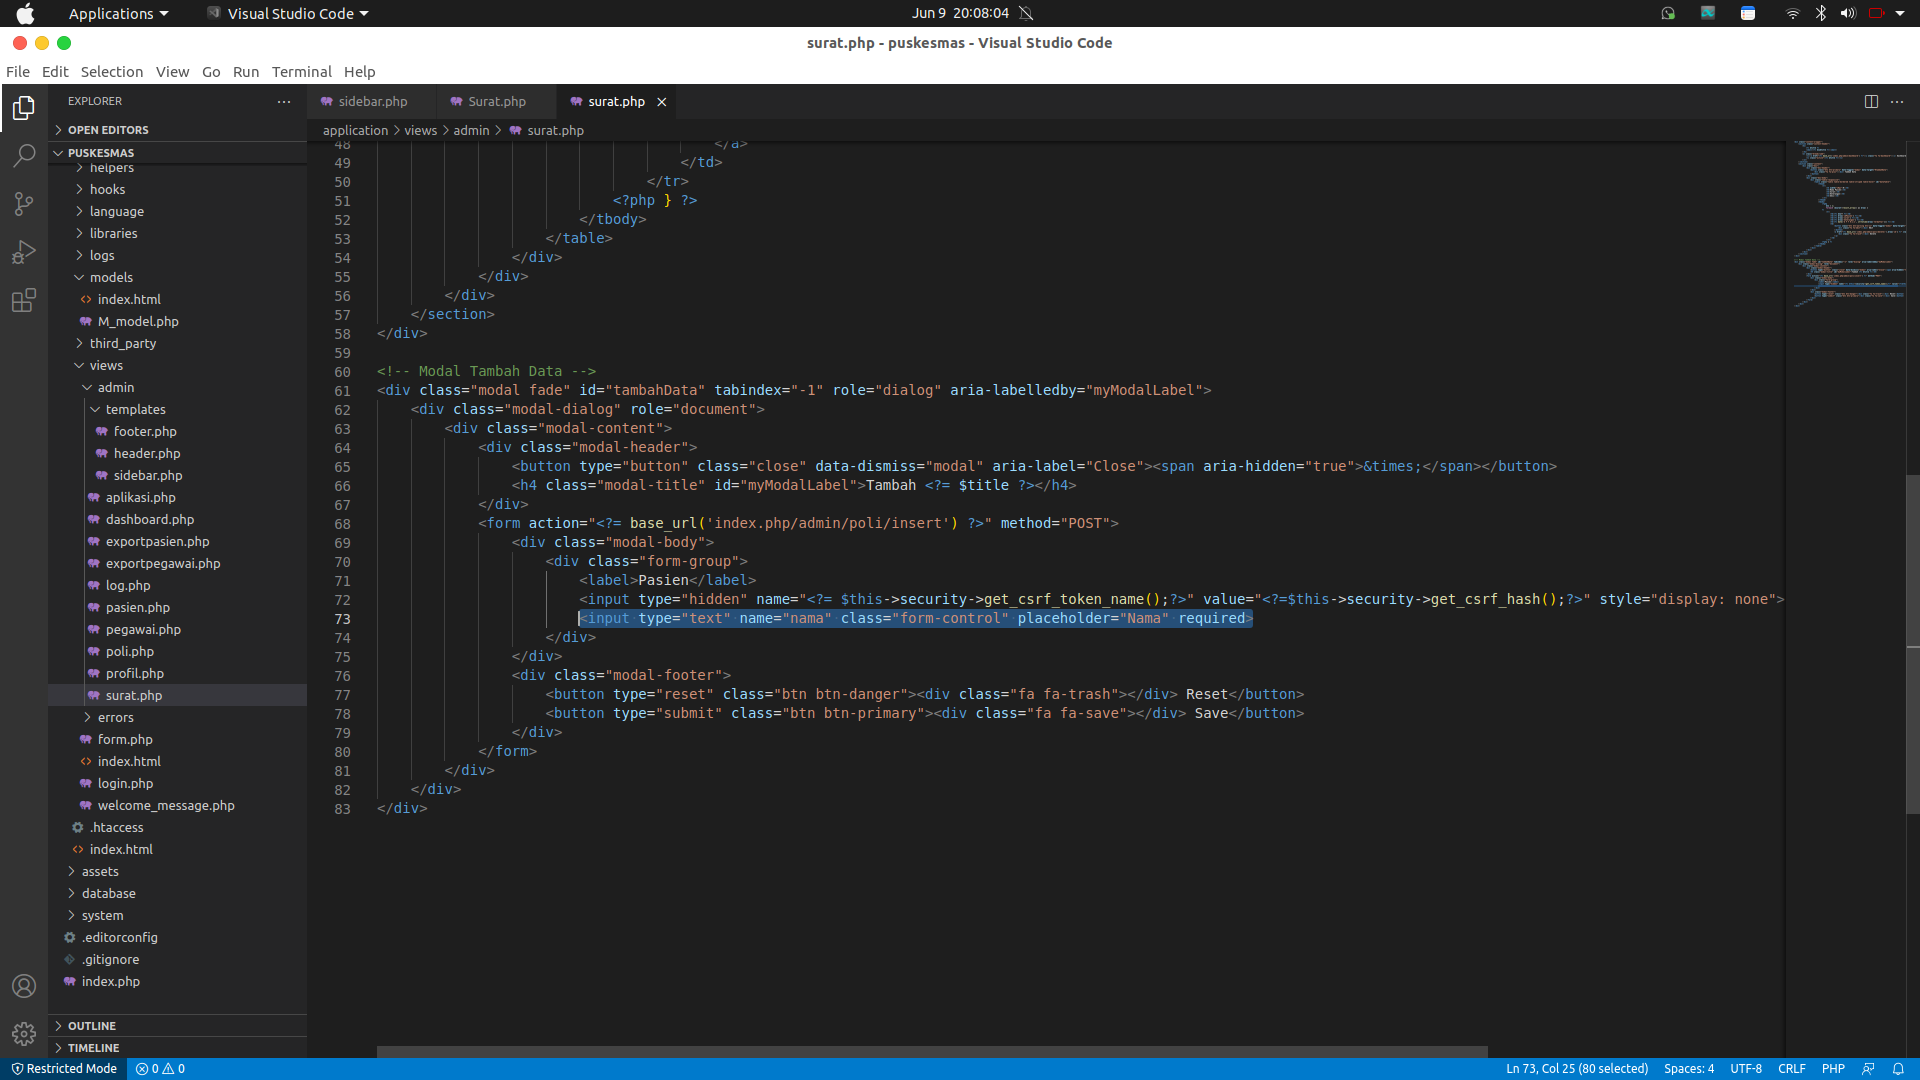 Applications
Visual Studio Code
Jun 9 20:08:04
surat.php - puskesmas - Visual Studio Code
File Edit Selection View Go Run Terminal Help
EXPLORER
OPEN EDITORS
PUSKESMAS
helpers
hooks
language
libraries
logs
models
index.html
M_model.php
third_party
views
admin
templates
footer.php
header.php
sidebar.php
aplikasi.php
dashboard.php
exportpasien.php
exportpegawai.php
log.php
pasien.php
pegawai.php
poli.php
profil.php
surat.php
errors
form.php
index.html
login.php
welcome_message.php
.htaccess
index.html
assets
database
system
.editorconfig
.gitignore
index.php
OUTLINE
TIMELINE
sidebar.php Surat.php surat.php
application > views > admin > surat.php
48 </a>
49 </td>
50 </tr>
51 <?php } ?>
52 </tbody>
53 </table>
54 </div>
55 </div>
56 </div>
57 </section>
58 </div>
59
60 <!-- Modal Tambah Data -->
61 <div class="modal fade" id="tambahData" tabindex="-1" role="dialog" aria-labelledby="myModalLabel">
62 <div class="modal-dialog" role="document">
63 <div class="modal-content">
64 <div class="modal-header">
65 <button type="button" class="close" data-dismiss="modal" aria-label="Close"><span aria-hidden="true">&times;</span></button>
66 <h4 class="modal-title" id="myModalLabel">Tambah <?= $title ?></h4>
67 </div>
68 <form action="<?= base_url('index.php/admin/poli/insert') ?>" method="POST">
69 <div class="modal-body">
70 <div class="form-group">
71 <label>Pasien</label>
72 <input type="hidden" name="<?= $this->security->get_csrf_token_name();?>" value="<?=$this->security->get_csrf_hash();?>" style="display: none">
73 <input type="text" name="nama" class="form-control" placeholder="Nama" required>
74 </div>
75 </div>
76 <div class="modal-footer">
77 <button type="reset" class="btn btn-danger"><div class="fa fa-trash"></div> Reset</button>
78 <button type="submit" class="btn btn-primary"><div class="fa fa-save"></div> Save</button>
79 </div>
80 </form>
81 </div>
82 </div>
83 </div>
Restricted Mode 0 0 Ln 73, Col 25 (80 selected) Spaces: 4 UTF-8 CRLF PHP